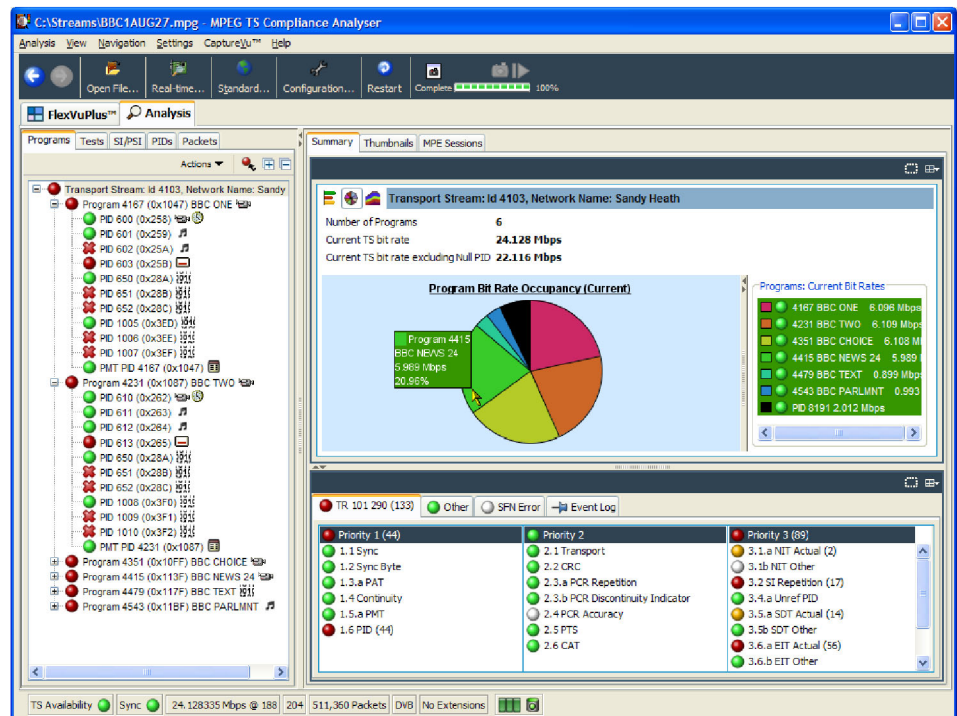 C:\Streams\BBC1AUG27.mpg - MPEG TS Compliance Analyser
Analysis View Navigation Settings CaptureVu™ Help
Open File... Real-time... Standard... Configuration... Restart Complete 100%
FlexVuPlus™ Analysis
Programs Tests SI/PSI PIDs Packets
Actions
Transport Stream: Id 4103, Network Name: Sandy
Program 4167 (0x1047) BBC ONE
PID 600 (0x258)
PID 601 (0x259)
PID 602 (0x25A)
PID 603 (0x25B)
PID 650 (0x28A)
PID 651 (0x28B)
PID 652 (0x28C)
PID 1005 (0x3ED)
PID 1006 (0x3EE)
PID 1007 (0x3EF)
PMT PID 4167 (0x1047)
Program 4231 (0x1087) BBC TWO
PID 610 (0x262)
PID 611 (0x263)
PID 612 (0x264)
PID 613 (0x265)
PID 650 (0x28A)
PID 651 (0x28B)
PID 652 (0x28C)
PID 1008 (0x3F0)
PID 1009 (0x3F1)
PID 1010 (0x3F2)
PMT PID 4231 (0x1087)
Program 4351 (0x10FF) BBC CHOICE
Program 4415 (0x113F) BBC NEWS 24
Program 4479 (0x117F) BBC TEXT
Program 4543 (0x11BF) BBC PARLMNT
Summary Thumbnails MPE Sessions
Transport Stream: Id 4103, Network Name: Sandy Heath
Number of Programs 6
Current TS bit rate 24.128 Mbps
Current TS bit rate excluding Null PID 22.116 Mbps
Program Bit Rate Occupancy (Current)
Program 4415
BBC NEWS 24
5.989 Mbps
20.96%
Programs: Current Bit Rates
4167 BBC ONE 6.096 Mbps
4231 BBC TWO 6.109 Mbp
4351 BBC CHOICE 6.108 M
4415 BBC NEWS 24 5.989
4479 BBC TEXT 0.899 Mbp
4543 BBC PARLMNT 0.993
PID 8191 2.012 Mbps
TR 101 290 (133) Other SFN Error Event Log
Priority 1 (44)
1.1 Sync
1.2 Sync Byte
1.3.a PAT
1.4 Continuity
1.5.a PMT
1.6 PID (44)
Priority 2
2.1 Transport
2.2 CRC
2.3.a PCR Repetition
2.3.b PCR Discontinuity Indicator
2.4 PCR Accuracy
2.5 PTS
2.6 CAT
Priority 3 (89)
3.1.a NIT Actual (2)
3.1b NIT Other
3.2 SI Repetition (17)
3.4.a Unref PID
3.5.a SDT Actual (14)
3.5b SDT Other
3.6.a EIT Actual (56)
3.6.b EIT Other
TS Availability Sync 24.128335 Mbps @ 188 204 511,360 Packets DVB No Extensions